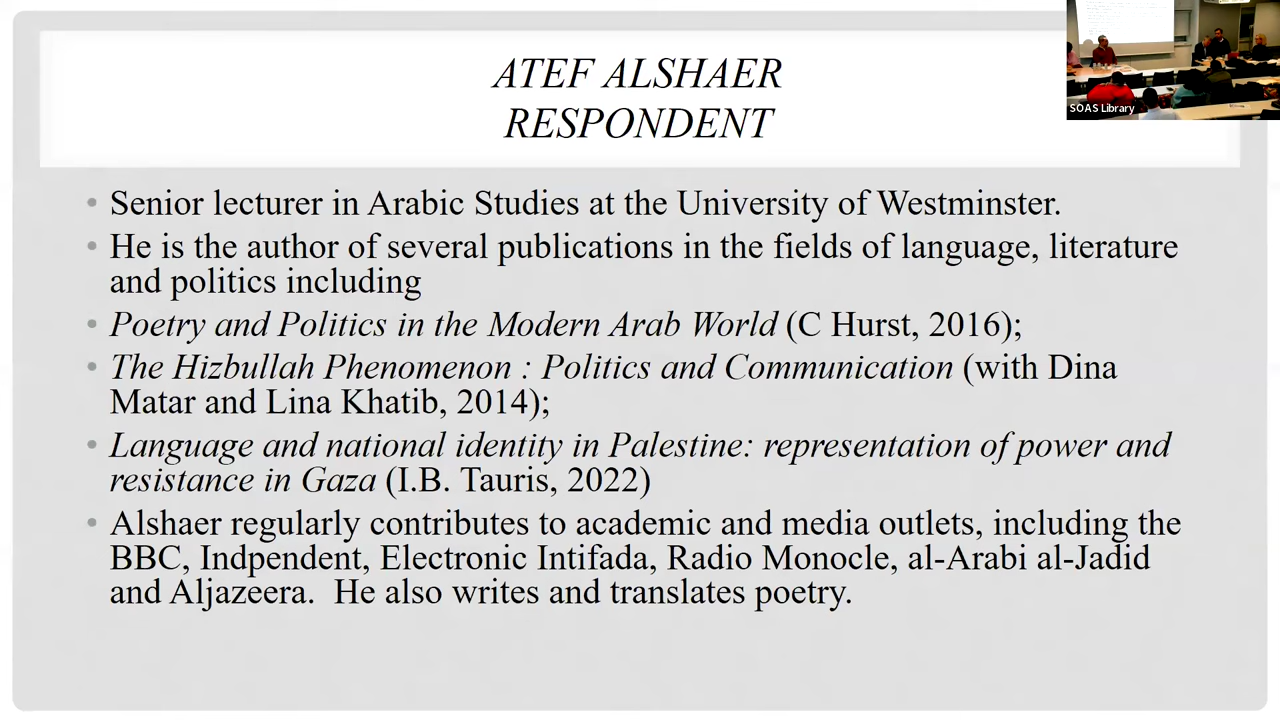 ATEF ALSHAER
RESPONDENT
SOAS Library
• Senior lecturer in Arabic Studies at the University of Westminster.
• He is the author of several publications in the fields of language, literature
and politics including
• Poetry and Politics in the Modern Arab World (C Hurst, 2016);
• The Hizbullah Phenomenon : Politics and Communication (with Dina
Matar and Lina Khatib, 2014);
• Language and national identity in Palestine: representation of power and
resistance in Gaza (I.B. Tauris, 2022)
• Alshaer regularly contributes to academic and media outlets, including the
BBC, Indpendent, Electronic Intifada, Radio Monocle, al-Arabi al-Jadid
and Aljazeera.  He also writes and translates poetry.